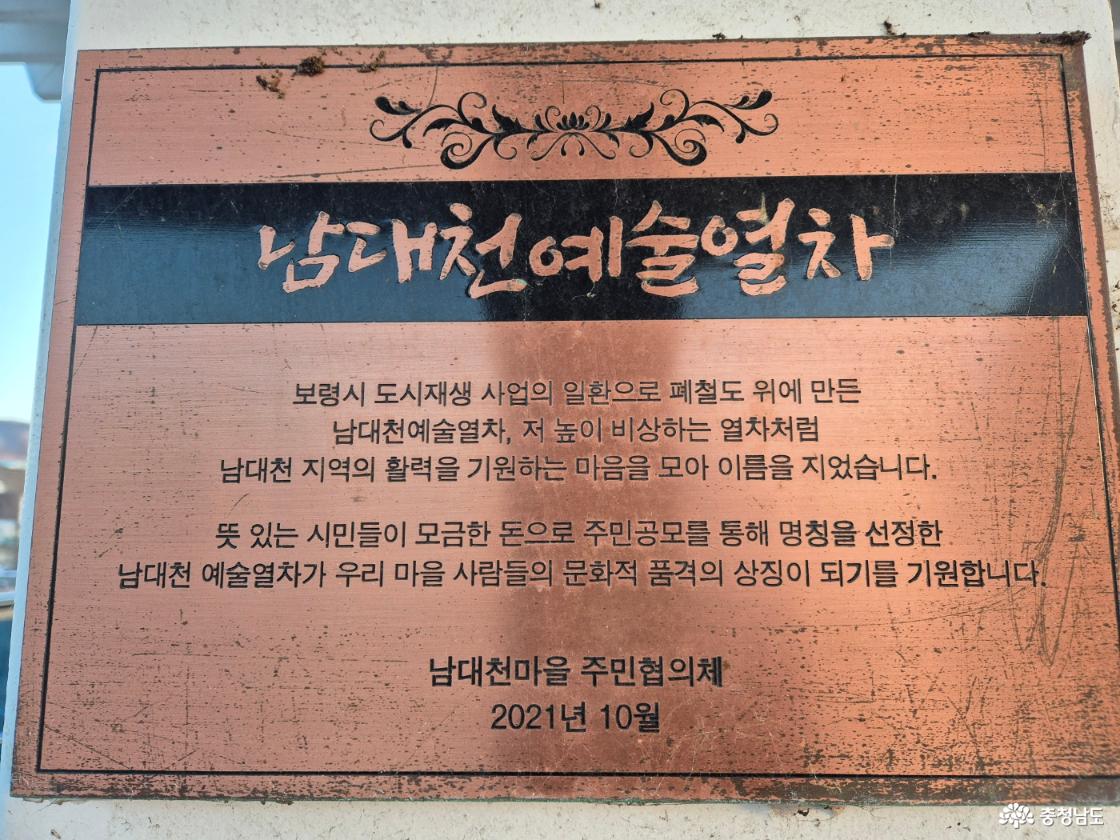 남대천예술열차
보령시 도시재생 사업의 일환으로 폐철도 위에 만든
남대천예술열차, 저 높이 비상하는 열차처럼
남대천 지역의 활력을 기원하는 마음을 모아 이름을 지었습니다.
뜻 있는 시민들이 모금한 돈으로 주민공모를 통해 명칭을 선정한
남대천 예술열차가 우리 마을 사람들의 문화적 품격의 상징이 되기를 기원합니다.
남대천마을 주민협의체
2021년 10월
충청남도